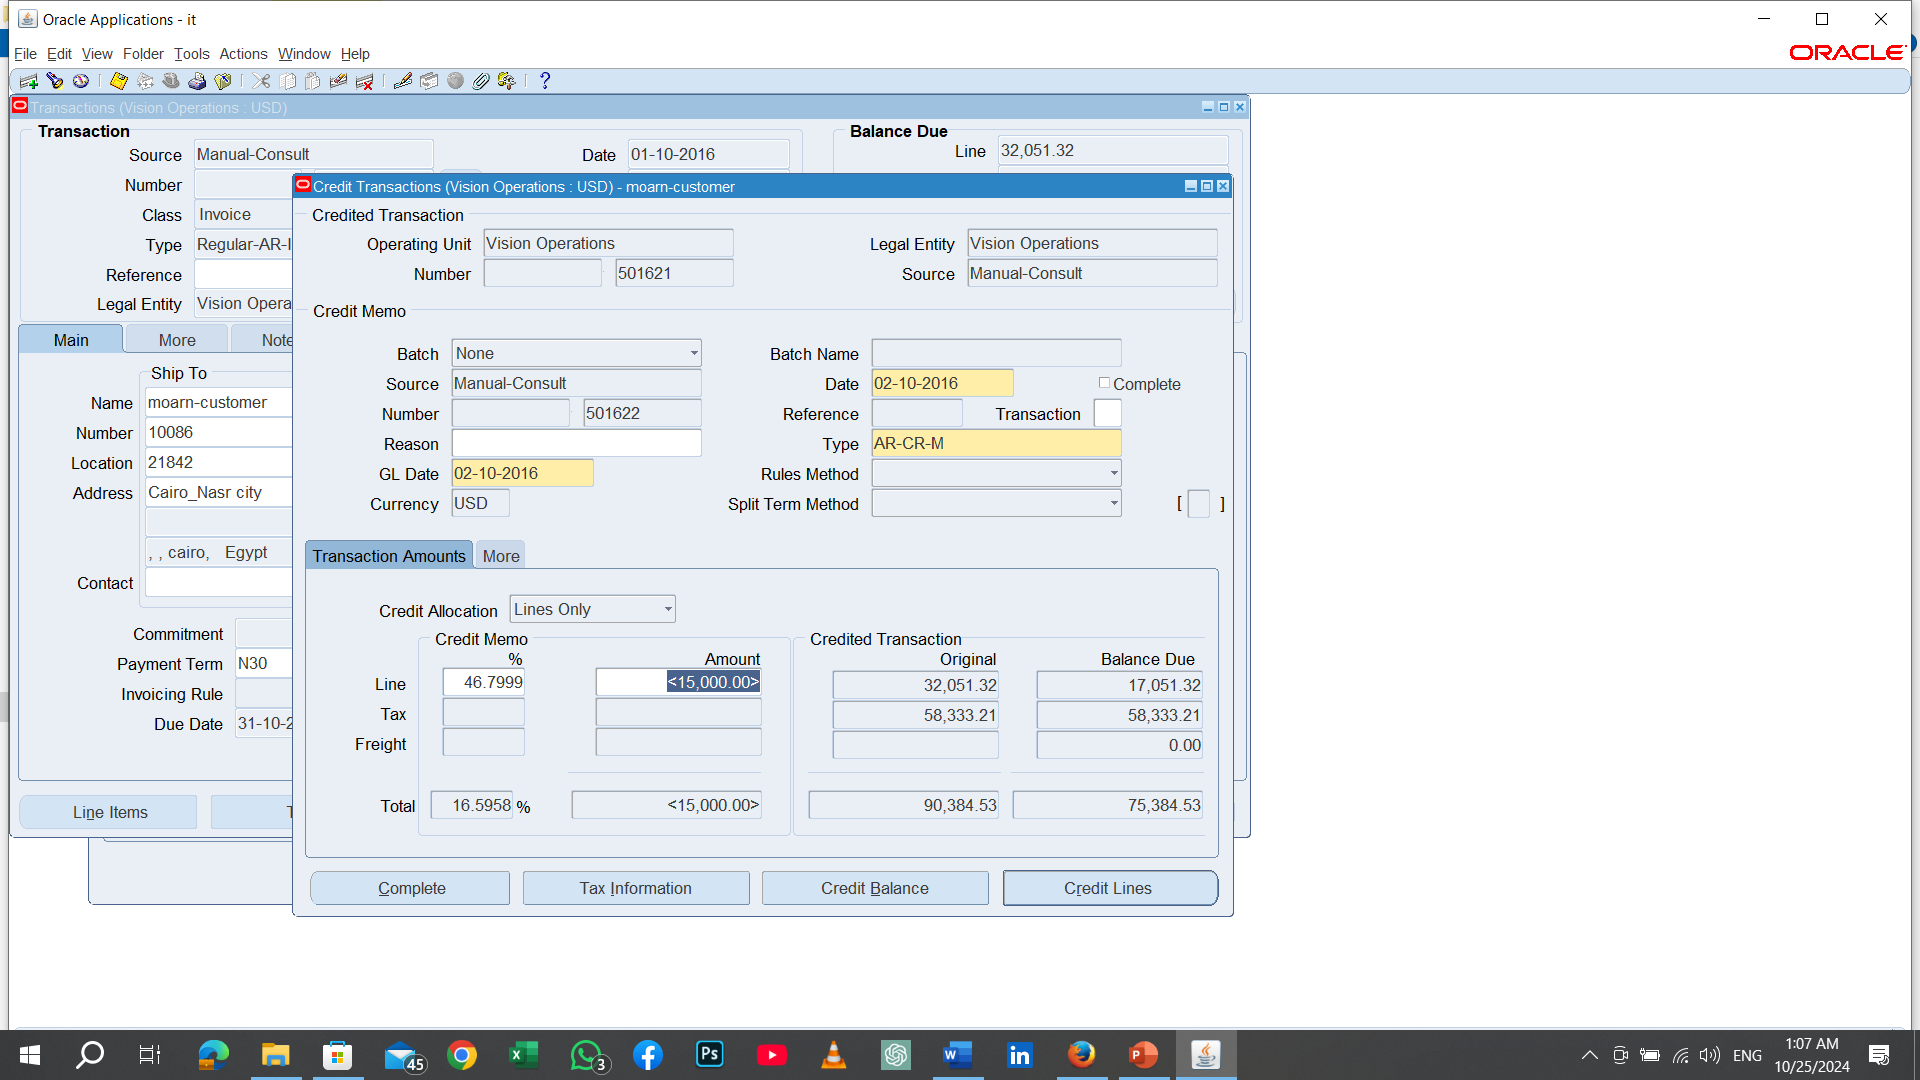 Oracle Applications - it
File Edit View Folder Tools Actions Window Help
ORACLE
Transactions (Vision Operations : USD)
Transaction
Source Manual-Consult
Date 01-10-2016
Number
Class Invoice
Type Regular-AR-I
Reference
Legal Entity Vision Opera
Balance Due
Line 32,051.32
Main More Note
Ship To
Name moarn-customer
Number 10086
Location 21842
Address Cairo_Nasr city
, , cairo, Egypt
Contact
Commitment
Payment Term N30
Invoicing Rule
Due Date 31-10-2
Line Items
T
Credit Transactions (Vision Operations : USD) - moarn-customer
Credited Transaction
Operating Unit Vision Operations
Legal Entity Vision Operations
Number 501621
Source Manual-Consult
Credit Memo
Batch None
Batch Name
Source Manual-Consult
Date 02-10-2016
Complete
Number 501622
Reference
Transaction
Reason
Type AR-CR-M
GL Date 02-10-2016
Rules Method
Currency USD
Split Term Method
[ ]
Transaction Amounts More
Credit Allocation Lines Only
Credit Memo
Credited Transaction
% Amount Original Balance Due
Line 46.7999 <15,000.00> 32,051.32 17,051.32
Tax 58,333.21 58,333.21
Freight 0.00
Total 16.5958 % <15,000.00> 90,384.53 75,384.53
Complete Tax Information Credit Balance Credit Lines
45
3
Ps
ENG
1:07 AM
10/25/2024